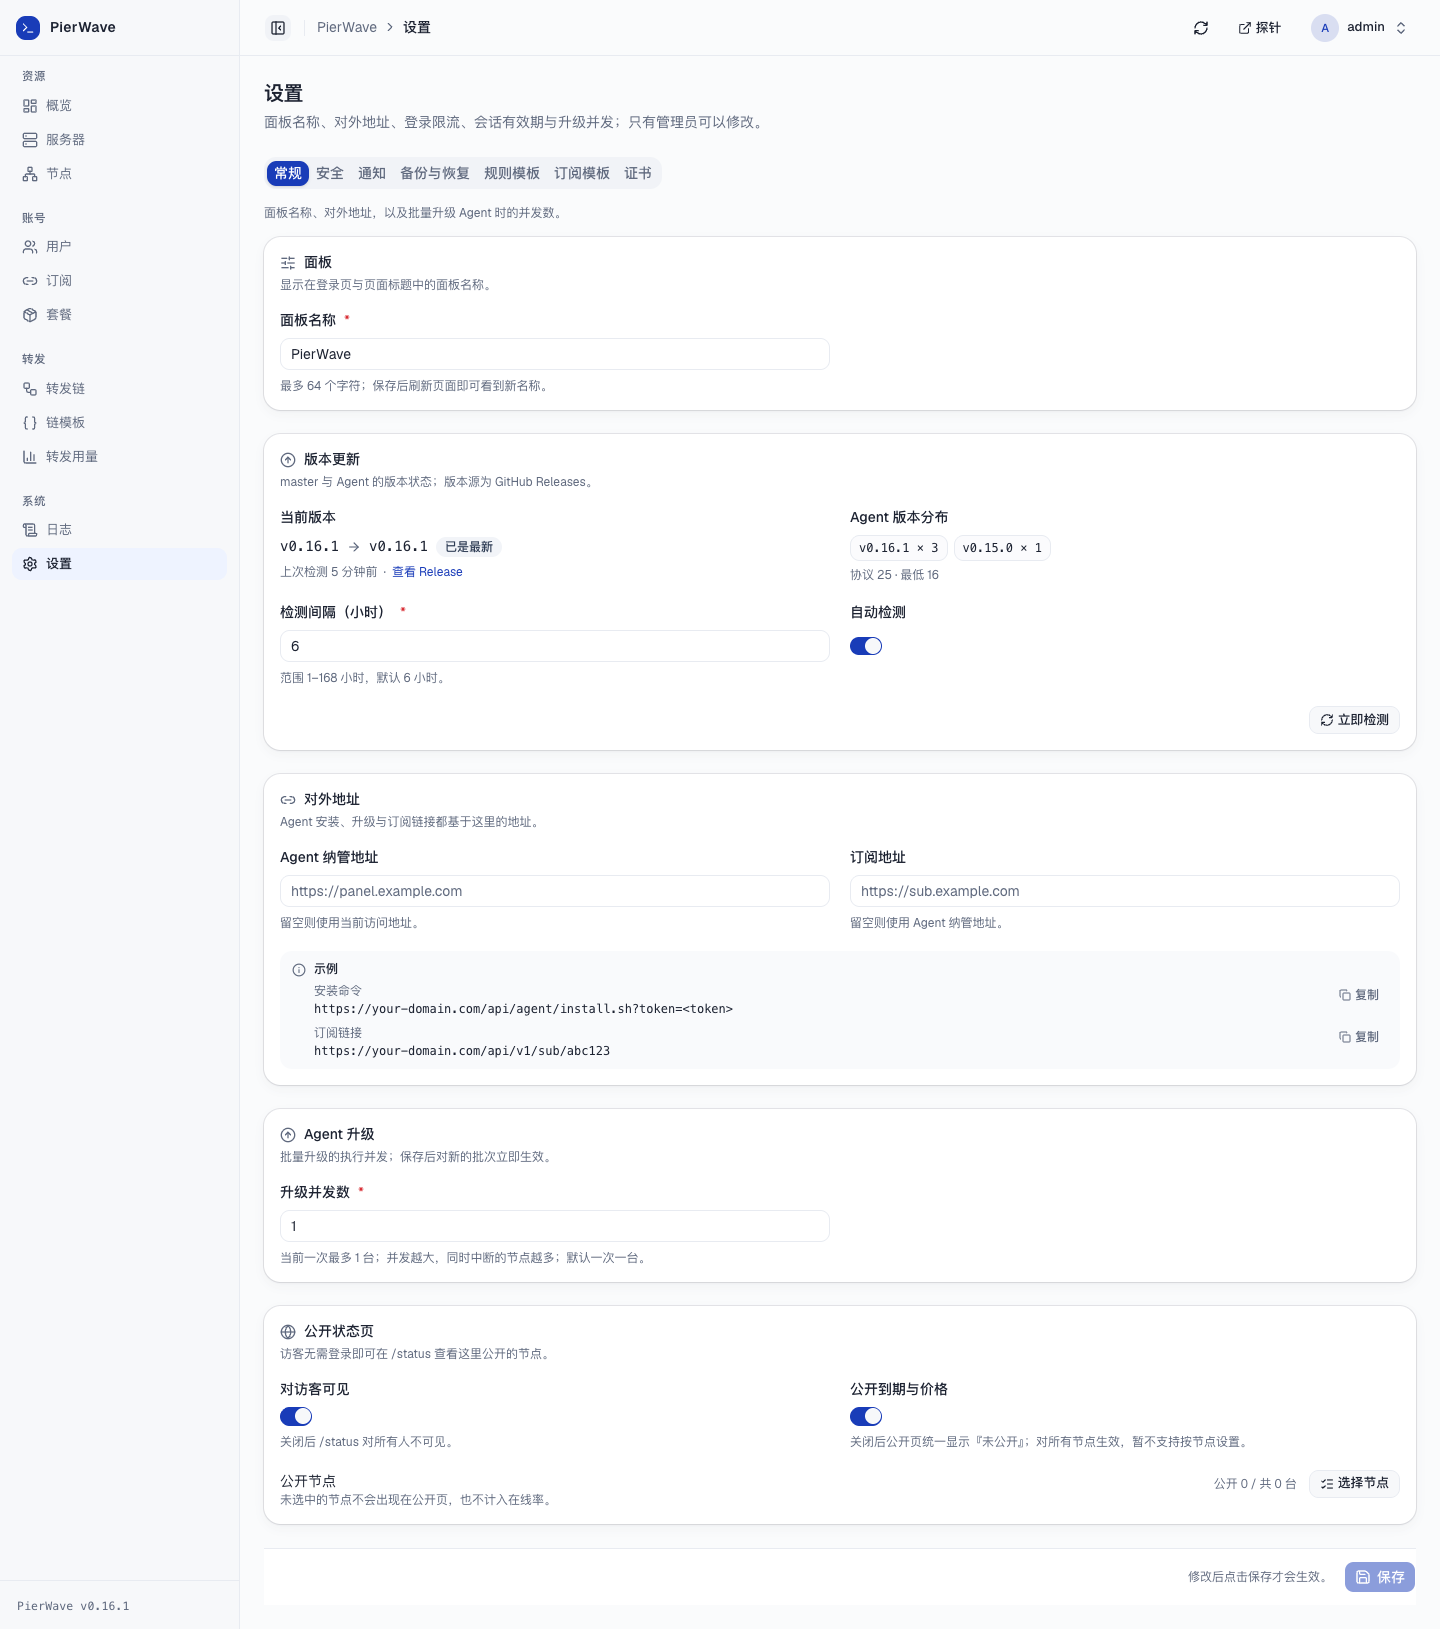 PierWave
资源
概览
服务器
节点
账号
用户
订阅
套餐
转发
转发链
链模板
转发用量
系统
日志
设置
PierWave v0.16.1
PierWave > 设置
探针
A admin
设置
面板名称、对外地址、登录限流、会话有效期与升级并发；只有管理员可以修改。
常规 安全 通知 备份与恢复 规则模板 订阅模板 证书
面板名称、对外地址，以及批量升级 Agent 时的并发数。
面板
显示在登录页与页面标题中的面板名称。
面板名称 *
PierWave
最多 64 个字符；保存后刷新页面即可看到新名称。
版本更新
master 与 Agent 的版本状态；版本源为 GitHub Releases。
当前版本
v0.16.1 → v0.16.1 已是最新
上次检测 5 分钟前 · 查看 Release
Agent 版本分布
v0.16.1 × 3 v0.15.0 × 1
协议 25 · 最低 16
检测间隔（小时） *
6
范围 1–168 小时，默认 6 小时。
自动检测
立即检测
对外地址
Agent 安装、升级与订阅链接都基于这里的地址。
Agent 纳管地址
https://panel.example.com
留空则使用当前访问地址。
订阅地址
https://sub.example.com
留空则使用 Agent 纳管地址。
示例
安装命令
https://your-domain.com/api/agent/install.sh?token=<token>
复制
订阅链接
https://your-domain.com/api/v1/sub/abc123
复制
Agent 升级
批量升级的执行并发；保存后对新的批次立即生效。
升级并发数 *
1
当前一次最多 1 台；并发越大，同时中断的节点越多；默认一次一台。
公开状态页
访客无需登录即可在 /status 查看这里公开的节点。
对访客可见
关闭后 /status 对所有人不可见。
公开到期与价格
关闭后公开页统一显示『未公开』；对所有节点生效，暂不支持按节点设置。
公开节点
未选中的节点不会出现在公开页，也不计入在线率。
公开 0 / 共 0 台
选择节点
修改后点击保存才会生效。
保存